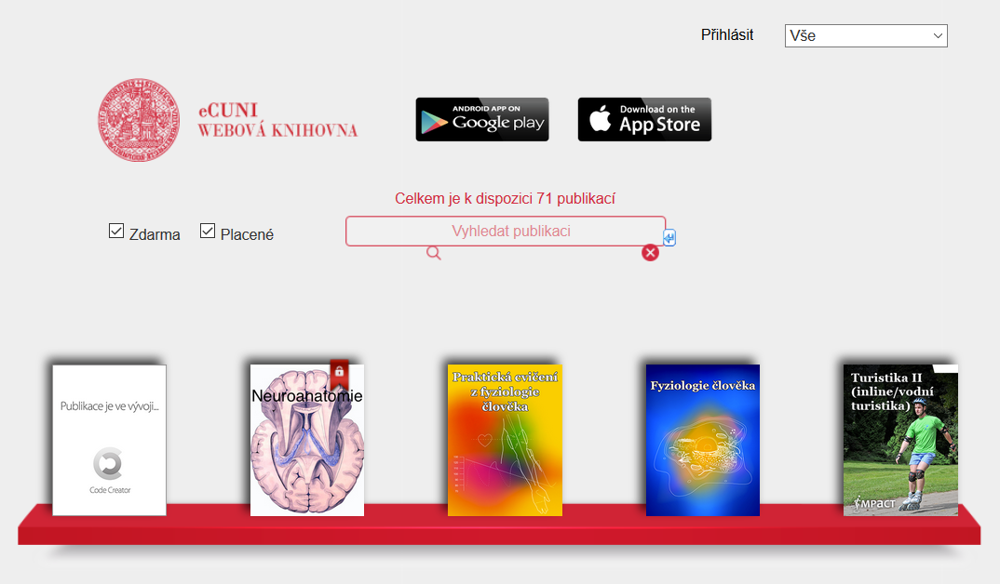 Přihlásit
Vše
eCUNI
WEBOVÁ KNIHOVNA
ANDROID APP ON
Google play
Download on the
App Store
Celkem je k dispozici 71 publikací
Zdarma
Placené
Vyhledat publikaci
Publikace je ve vývoji...
Code Creator
Neuroanatomie
Praktická cvičení
z fyziologie
člověka
Fyziologie člověka
Turistika II
(inline/vodní
turistika)
IMPACT